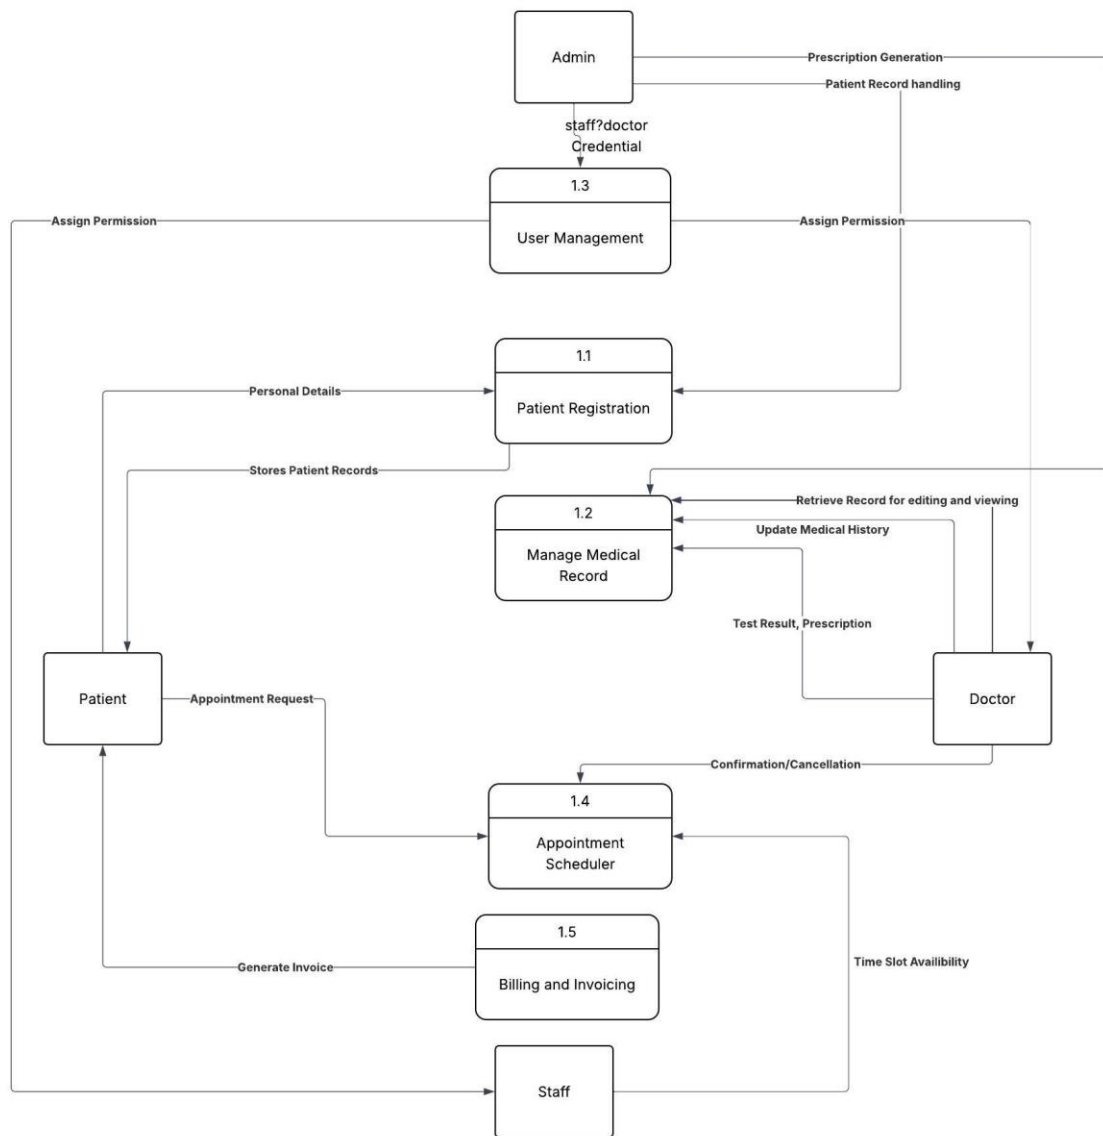 Admin
Prescription Generation
Patient Record handling
staff?doctor
Credential
1.3
User Management
Assign Permission
Assign Permission
1.1
Patient Registration
Personal Details
Stores Patient Records
1.2
Manage Medical
Record
Retrieve Record for editing and viewing
Update Medical History
Test Result, Prescription
Patient
Appointment Request
Doctor
Confirmation/Cancellation
1.4
Appointment
Scheduler
1.5
Billing and Invoicing
Generate Invoice
Time Slot Availibility
Staff